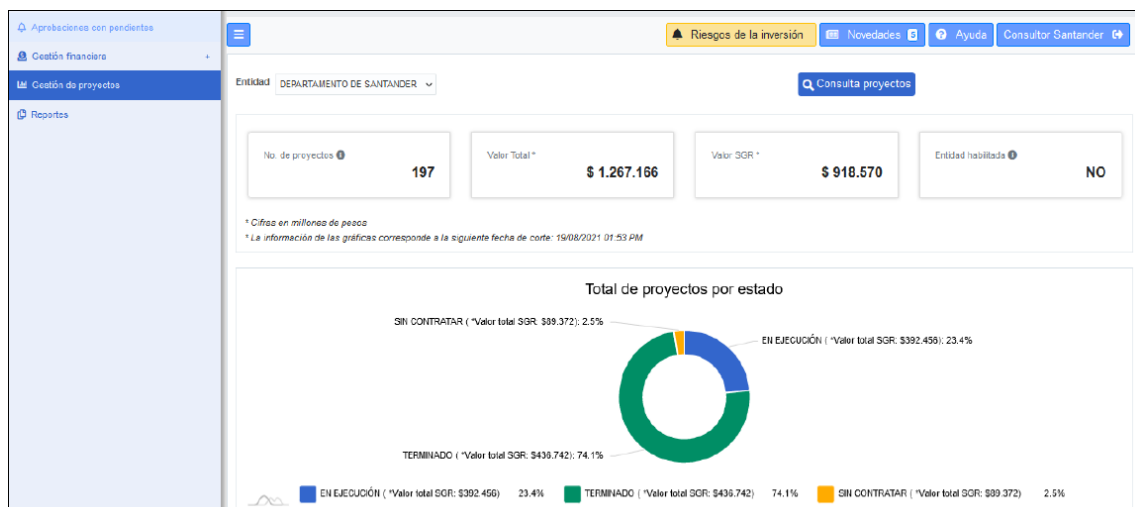 Aprobaciones con pendientes
Gestión financiera +
Gestión de proyectos
Reportes
Riesgos de la inversión
Novedades 5
Ayuda
Consultor Santander
Entidad DEPARTAMENTO DE SANTANDER
Consulta proyectos
No. de proyectos
197
Valor Total *
$ 1.267.166
Valor SGR *
$ 918.570
Entidad habilitada
NO
* Cifras en millones de pesos
* La información de las gráficas corresponde a la siguiente fecha de corte: 19/08/2021 01:53 PM
Total de proyectos por estado
SIN CONTRATAR ( *Valor total SGR: $89.372): 2.5%
EN EJECUCIÓN ( *Valor total SGR: $392.456): 23.4%
TERMINADO ( *Valor total SGR: $436.742): 74.1%
EN EJECUCIÓN ( *Valor total SGR: $392.456) 23.4% TERMINADO ( *Valor total SGR: $436.742) 74.1% SIN CONTRATAR ( *Valor total SGR: $89.372) 2.5%